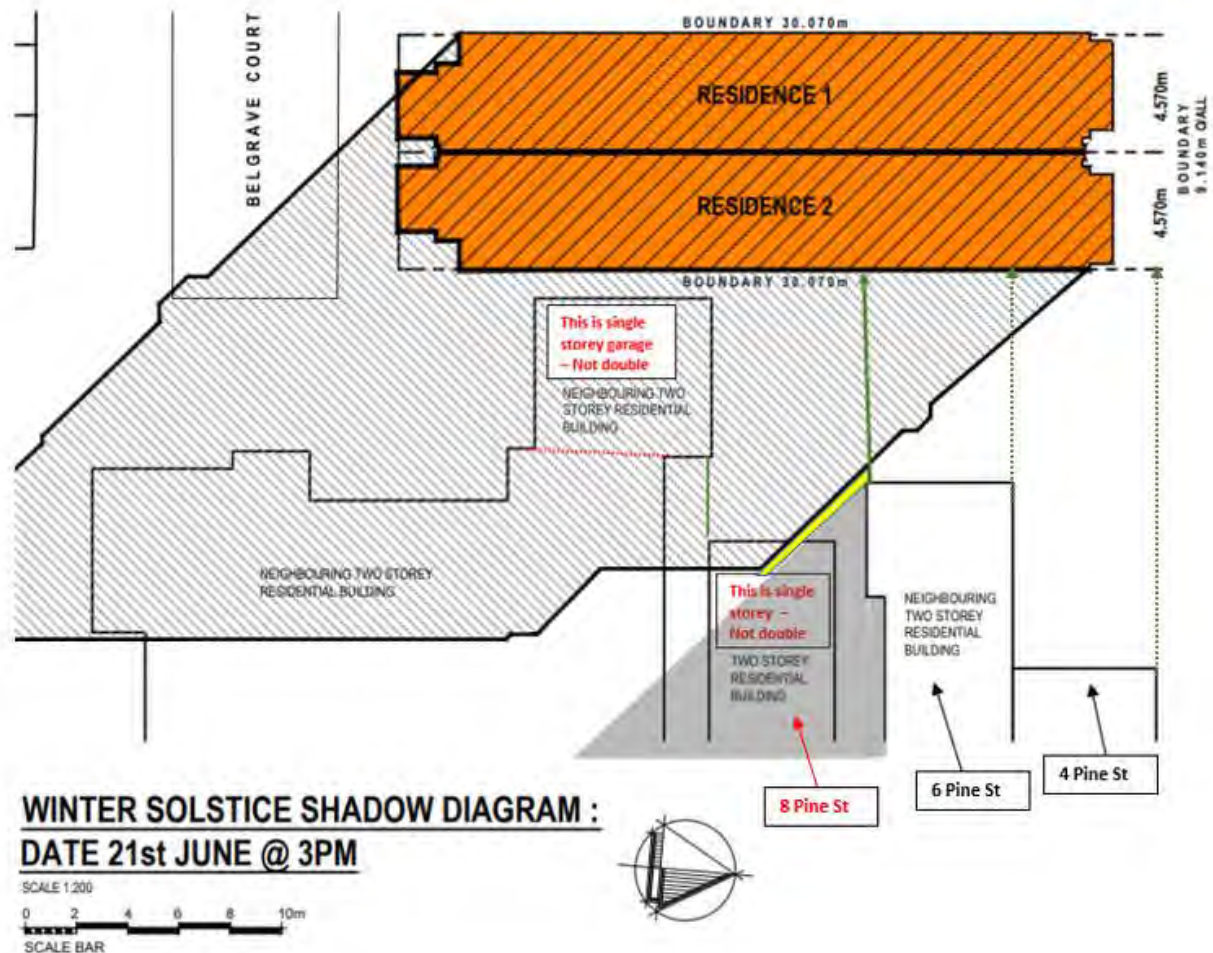 BOUNDARY 30.070m
BELGRAVE COURT
RESIDENCE 1
4.570m
BOUNDARY
9.140m O/ALL
RESIDENCE 2
4.570m
BOUNDARY 30.070m
This is single
storey garage
– Not double
NEIGHBOURING TWO
STOREY RESIDENTIAL
BUILDING
NEIGHBOURING TWO STOREY
RESIDENTIAL BUILDING
This is single
storey –
Not double
TWO STOREY
RESIDENTIAL
BUILDING
NEIGHBOURING
TWO STOREY
RESIDENTIAL
BUILDING
8 Pine St
6 Pine St
4 Pine St
WINTER SOLSTICE SHADOW DIAGRAM :
DATE 21st JUNE @ 3PM
SCALE 1:200
0 2 4 6 8 10m
SCALE BAR